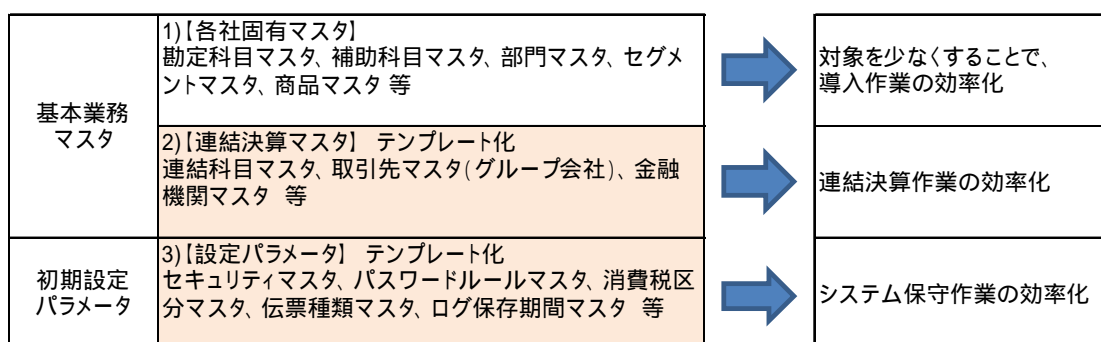 基本業務
マスタ
1)【各社固有マスタ】
勘定科目マスタ、補助科目マスタ、部門マスタ、セグメ
ントマスタ、商品マスタ 等
対象を少なくすることで、
導入作業の効率化
2)【連結決算マスタ】 テンプレート化
連結科目マスタ、取引先マスタ(グループ会社)、金融
機関マスタ 等
連結決算作業の効率化
初期設定
パラメータ
3)【設定パラメータ】 テンプレート化
セキュリティマスタ、パスワードルールマスタ、消費税区
分マスタ、伝票種類マスタ、ログ保存期間マスタ 等
システム保守作業の効率化